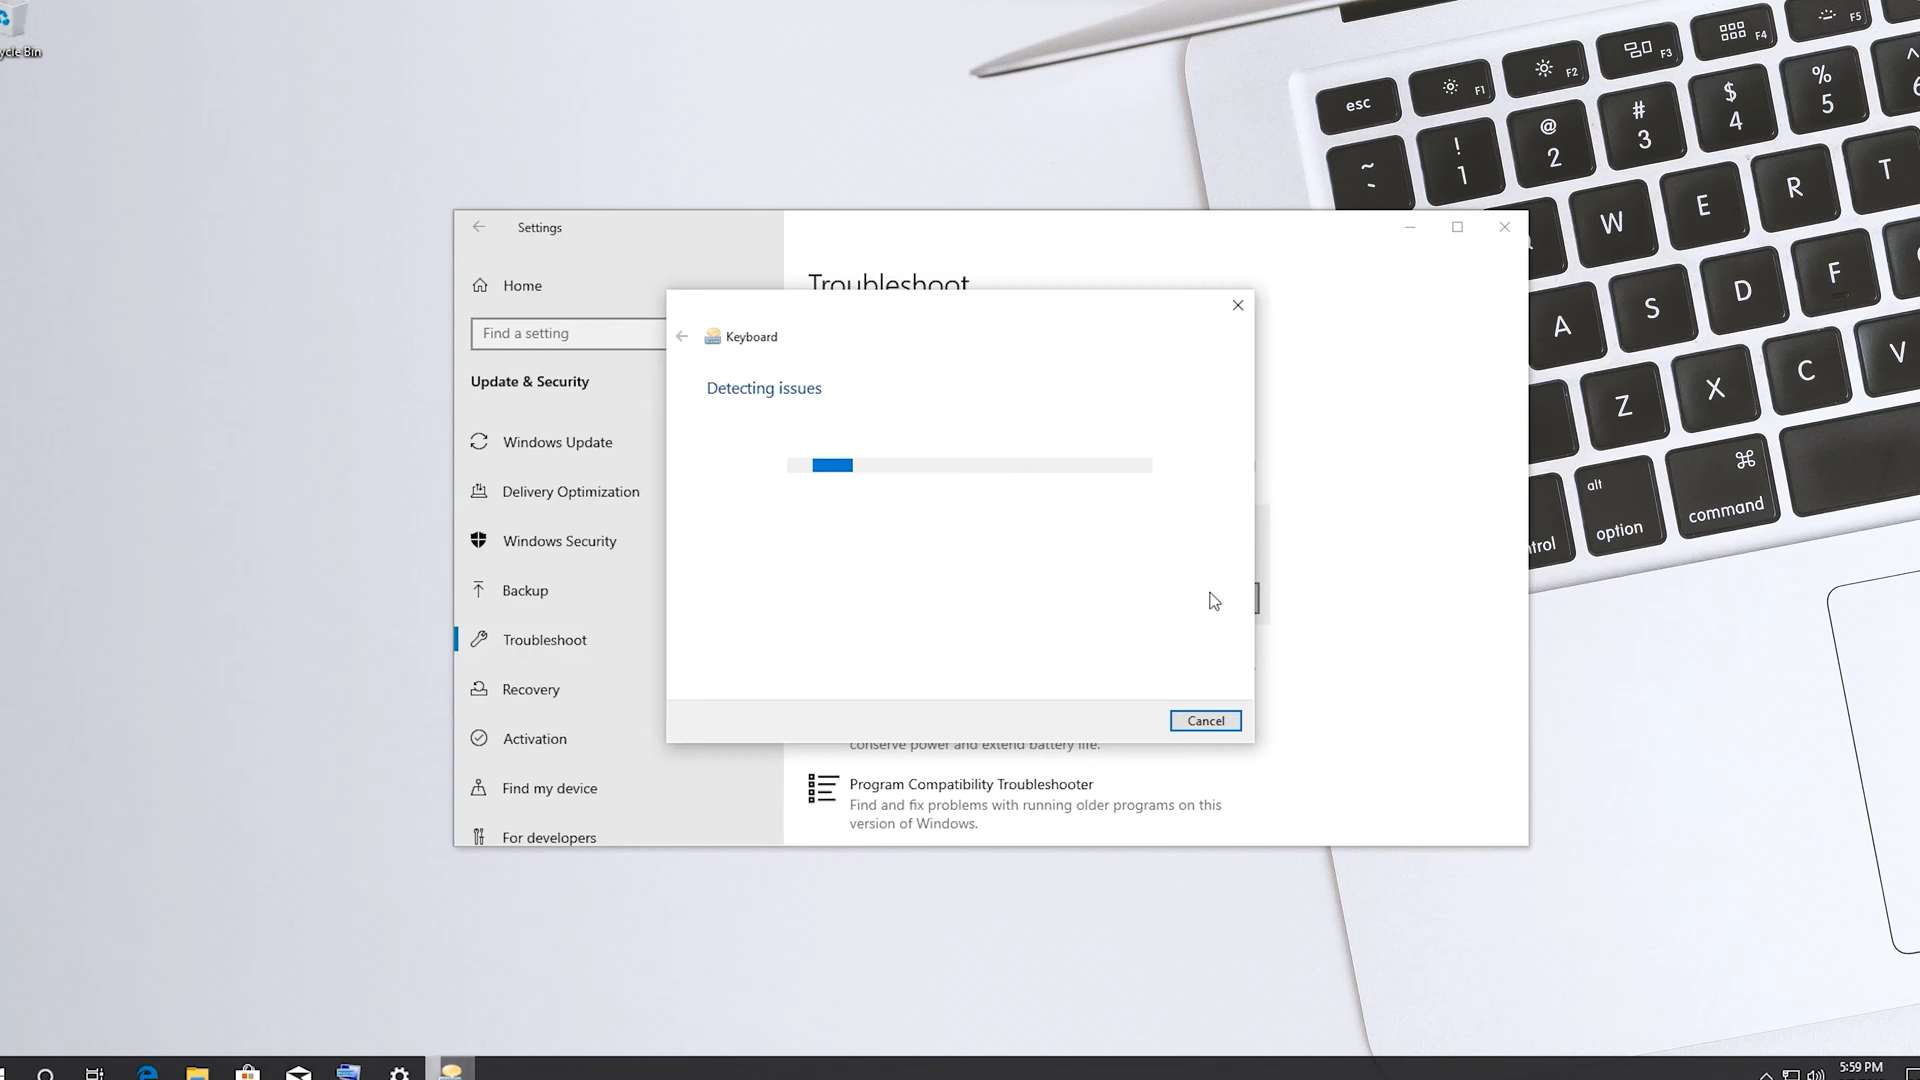 ycle Bin
Settings
Home
Find a setting
Update & Security
Windows Update
Delivery Optimization
Windows Security
Backup
Troubleshoot
Recovery
Activation
Find my device
For developers
Troubleshoot
Keyboard
Detecting issues
Cancel
conserve power and extend battery life.
Program Compatibility Troubleshooter
Find and fix problems with running older programs on this
version of Windows.
esc
F1
F2
F3
F4
F5
~
!
1
@
2
#
3
$
4
%
5
^
6
W
E
R
T
A
S
D
F
Z
X
C
V
ntrol
alt
option
⌘
command
5:59 PM